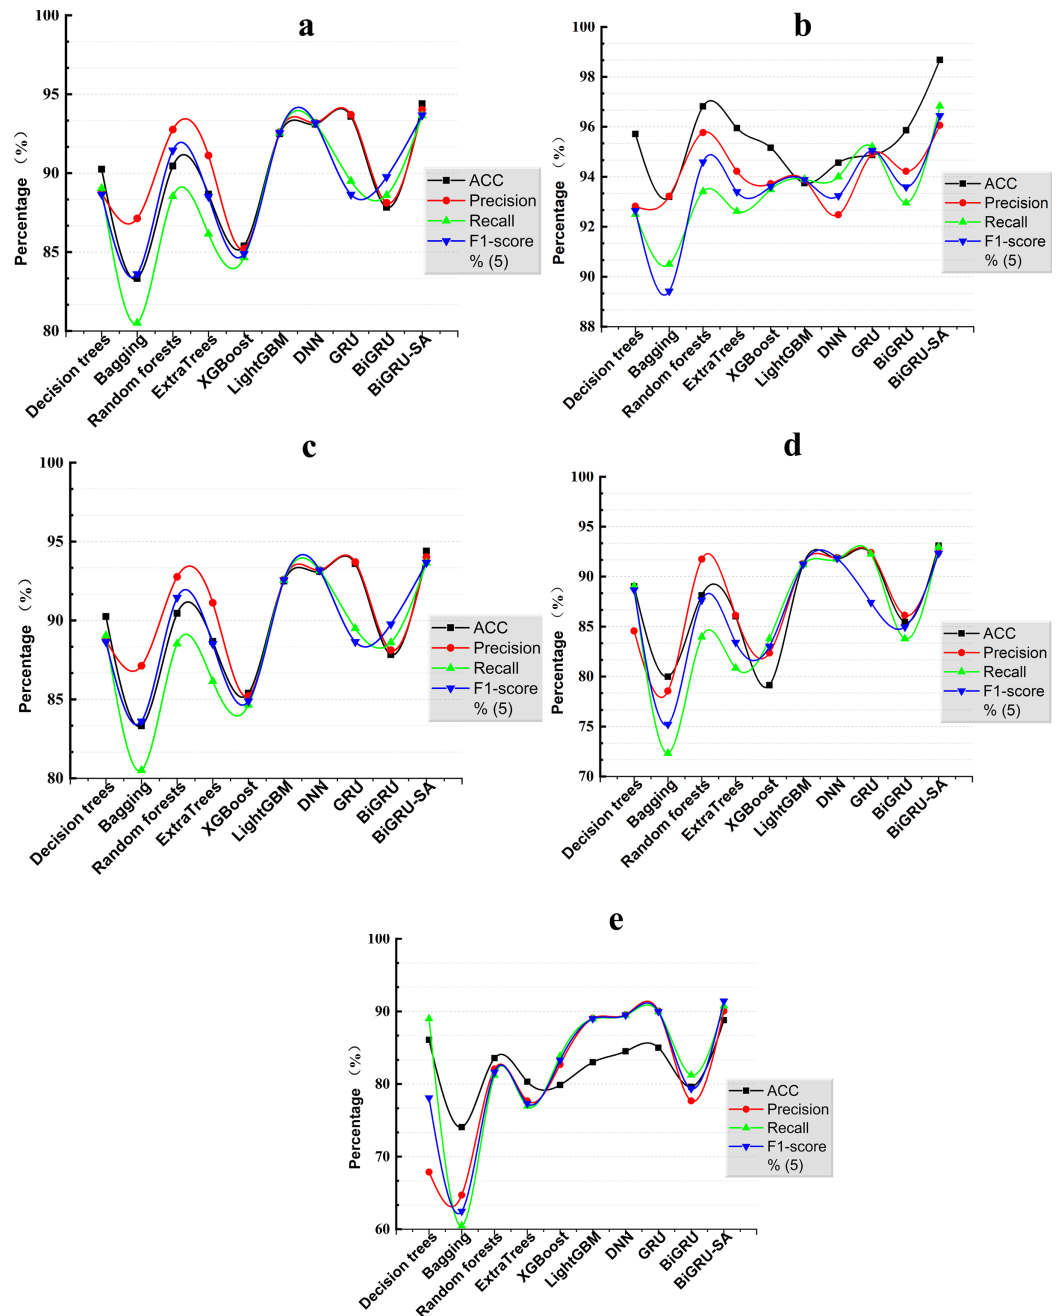 a
100
95
90
85
80
Percentage (%)
ACC
Precision
Recall
F1-score
% (5)
Decision trees
Bagging
Random forests
ExtraTrees
XGBoost
LightGBM
DNN
GRU
BiGRU
BiGRU-SA
b
100
98
96
94
92
90
88
Percentage (%)
ACC
Precision
Recall
F1-score
% (5)
Decision trees
Bagging
Random forests
ExtraTrees
XGBoost
LightGBM
DNN
GRU
BiGRU
BiGRU-SA
c
100
95
90
85
80
Percentage (%)
ACC
Precision
Recall
F1-score
% (5)
Decision trees
Bagging
Random forests
ExtraTrees
XGBoost
LightGBM
DNN
GRU
BiGRU
BiGRU-SA
d
100
95
90
85
80
75
70
Percentage (%)
ACC
Precision
Recall
F1-score
% (5)
Decision trees
Bagging
Random forests
ExtraTrees
XGBoost
LightGBM
DNN
GRU
BiGRU
BiGRU-SA
e
100
90
80
70
60
Percentage (%)
ACC
Precision
Recall
F1-score
% (5)
Decision trees
Bagging
Random forests
ExtraTrees
XGBoost
LightGBM
DNN
GRU
BiGRU
BiGRU-SA